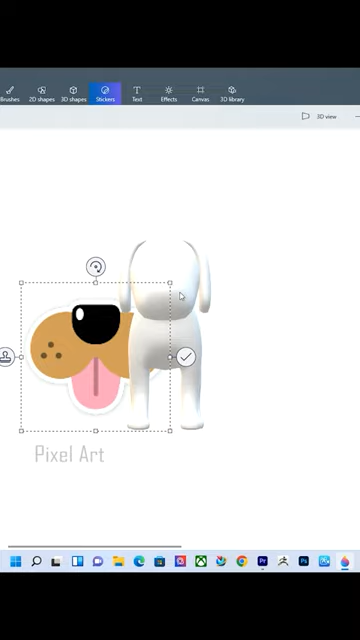 Brushes 2D shapes 3D shapes Stickers Text Effects Canvas 3D library
3D view
Pixel Art